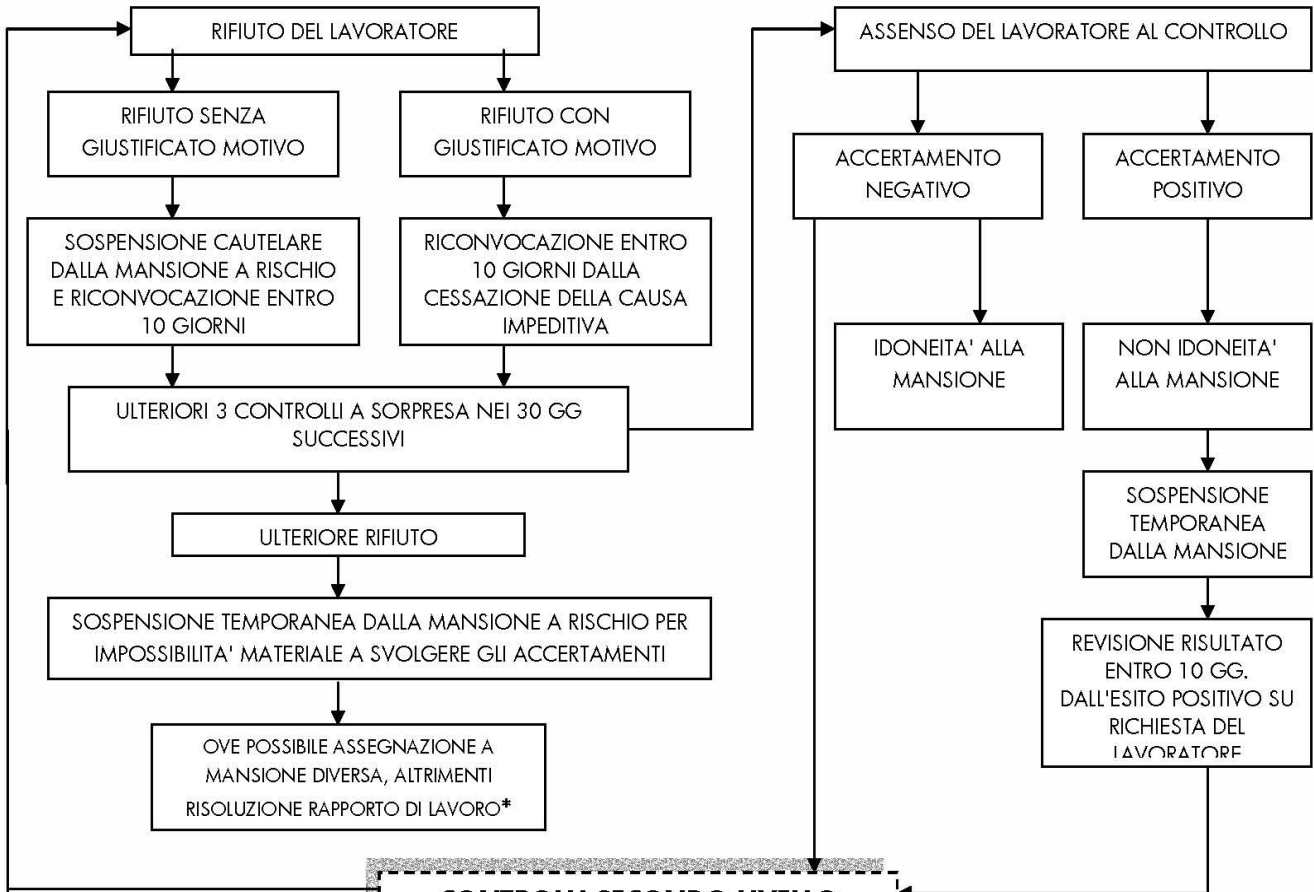 RIFIUTO DEL LAVORATORE
RIFIUTO SENZA
GIUSTIFICATO MOTIVO
RIFIUTO CON
GIUSTIFICATO MOTIVO
SOSPENSIONE CAUTELARE
DALLA MANSIONE A RISCHIO
E RICONVOCAZIONE ENTRO
10 GIORNI
RICONVOCAZIONE ENTRO
10 GIORNI DALLA
CESSAZIONE DELLA CAUSA
IMPEDITIVA
ULTERIORI 3 CONTROLLI A SORPRESA NEI 30 GG
SUCCESSIVI
ULTERIORE RIFIUTO
SOSPENSIONE TEMPORANEA DALLA MANSIONE A RISCHIO PER
IMPOSSIBILITA' MATERIALE A SVOLGERE GLI ACCERTAMENTI
OVE POSSIBILE ASSEGNAZIONE A
MANSIONE DIVERSA, ALTRIMENTI
RISOLUZIONE RAPPORTO DI LAVORO*
ASSENSO DEL LAVORATORE AL CONTROLLO
ACCERTAMENTO
NEGATIVO
ACCERTAMENTO
POSITIVO
IDONEITA' ALLA
MANSIONE
NON IDONEITA'
ALLA MANSIONE
SOSPENSIONE
TEMPORANEA
DALLA MANSIONE
REVISIONE RISULTATO
ENTRO 10 GG.
DALL'ESITO POSITIVO SU
RICHIESTA DEL
LAVORATORE
CONTROLLI SECONDO LIVELLO